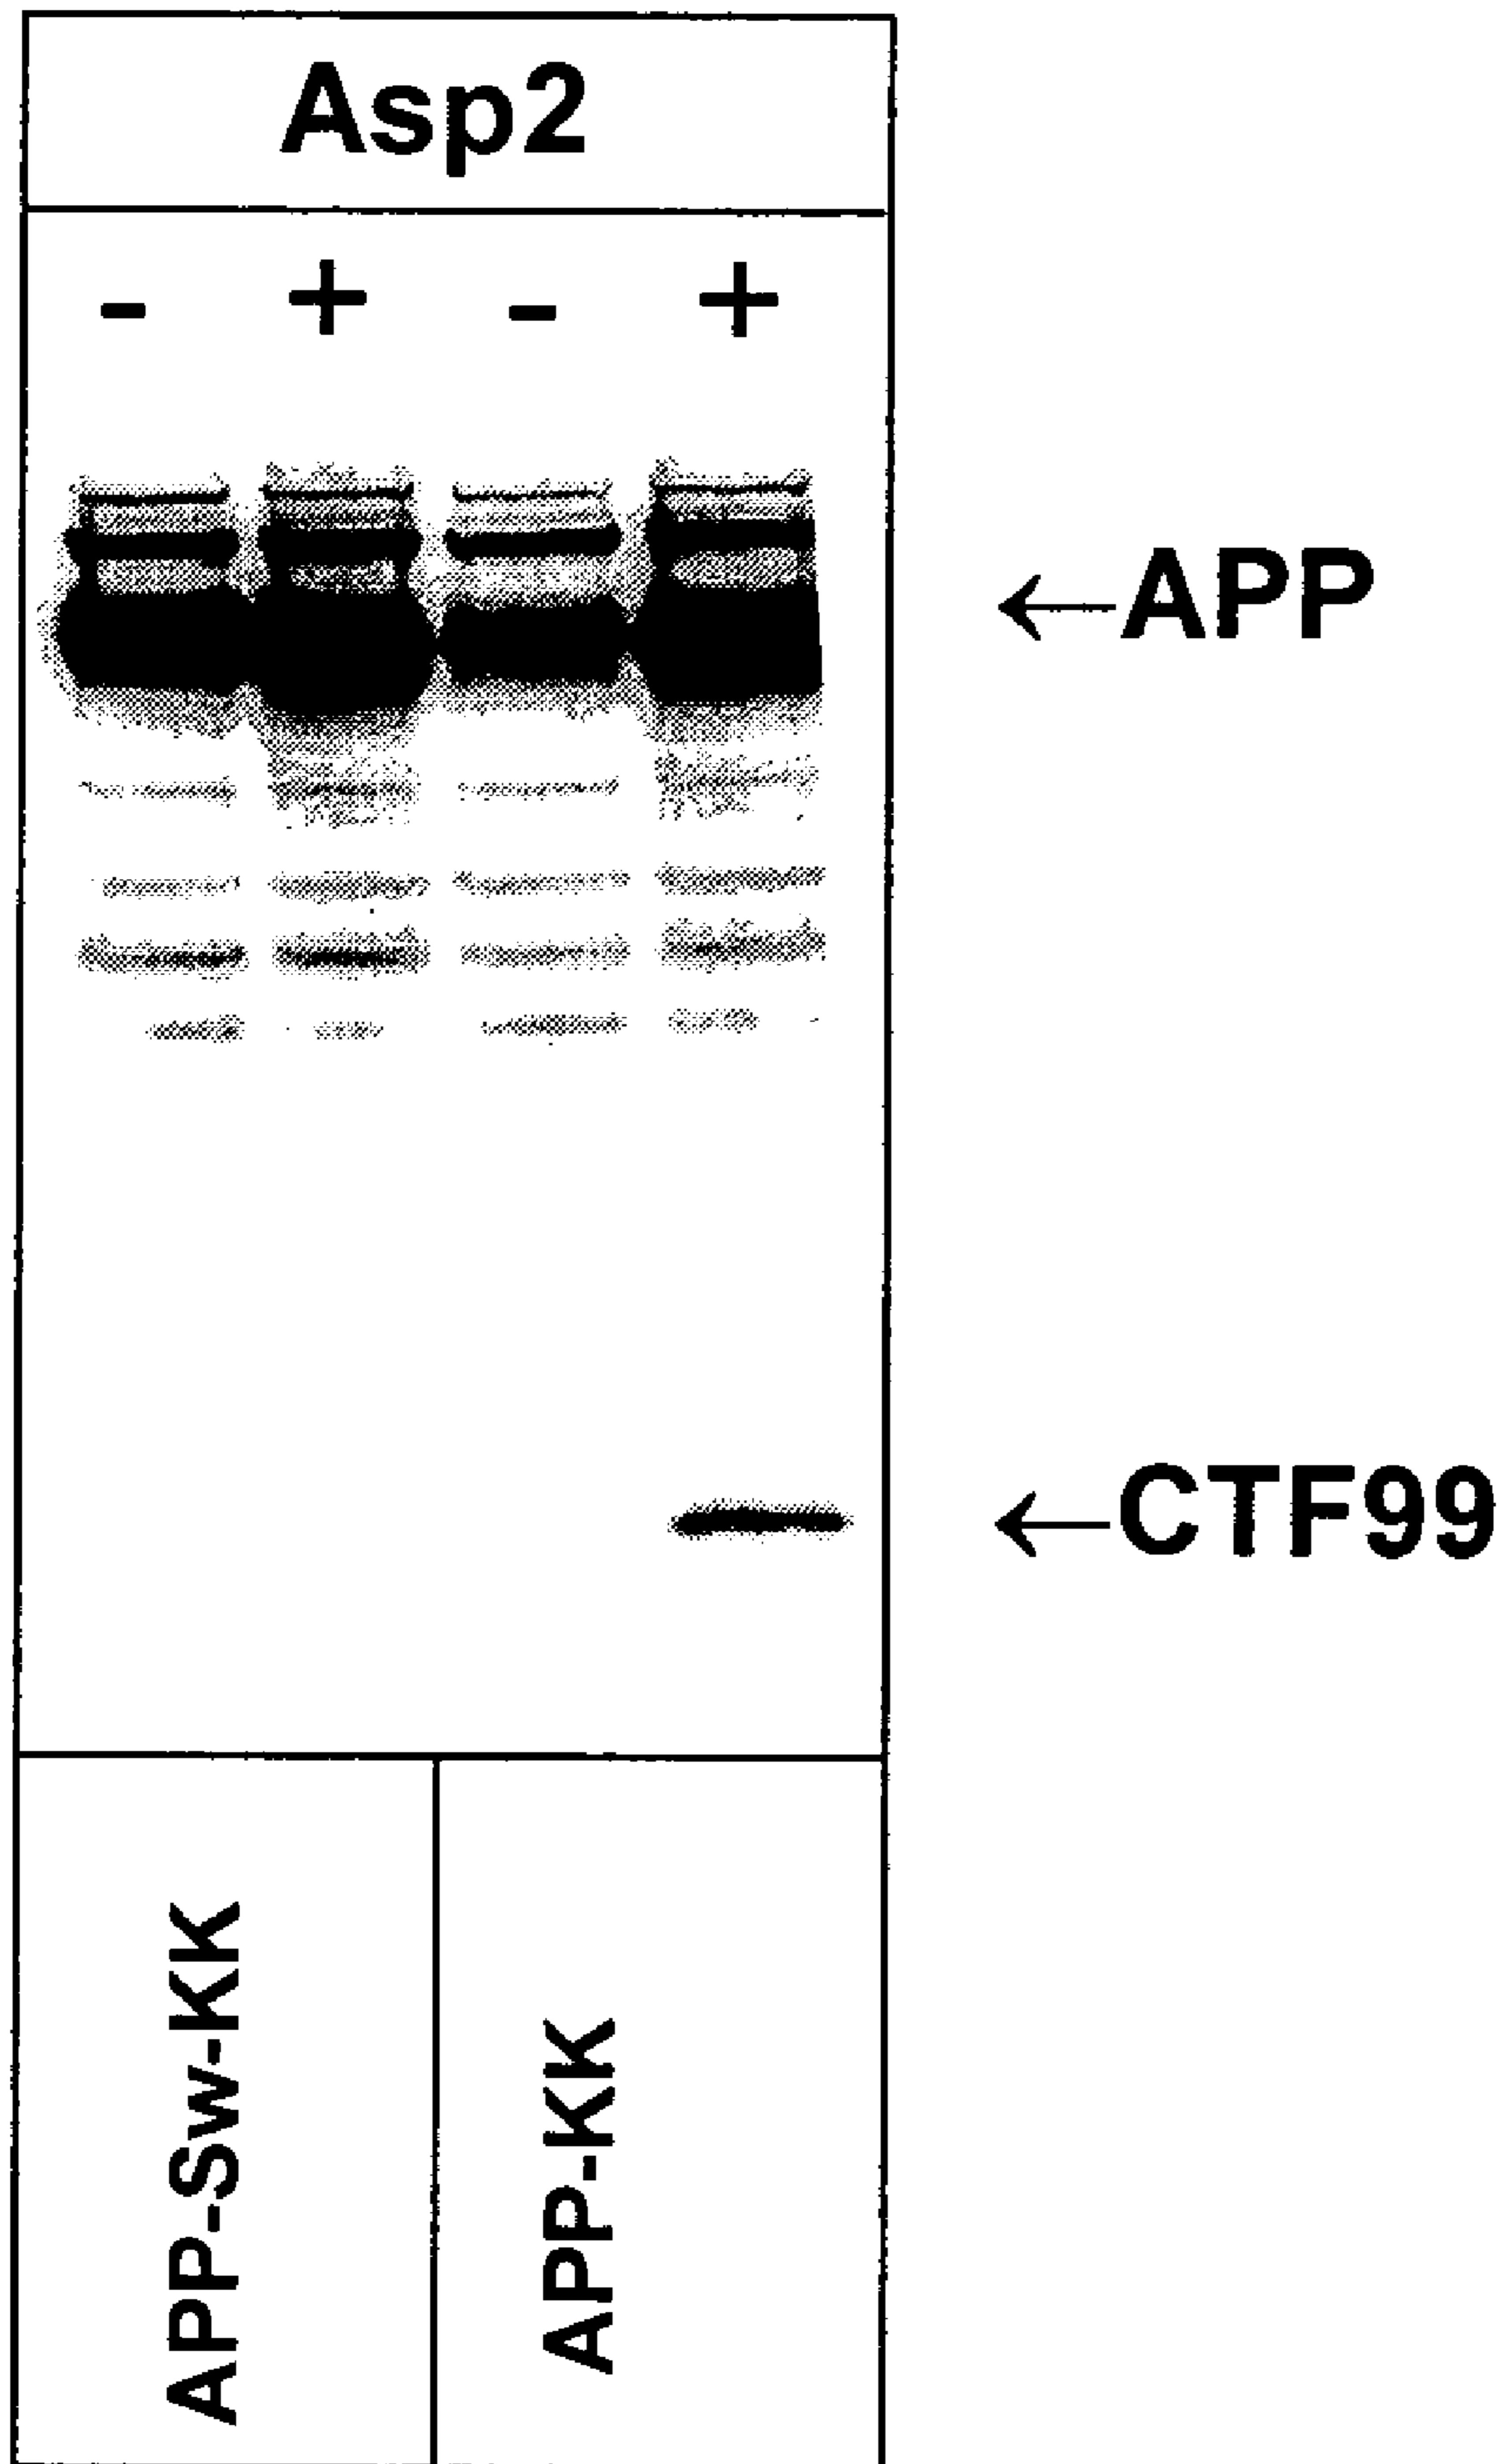 Asp2
- + - +
←APP
←CTF99
APP-Sw-KK
APP-KK